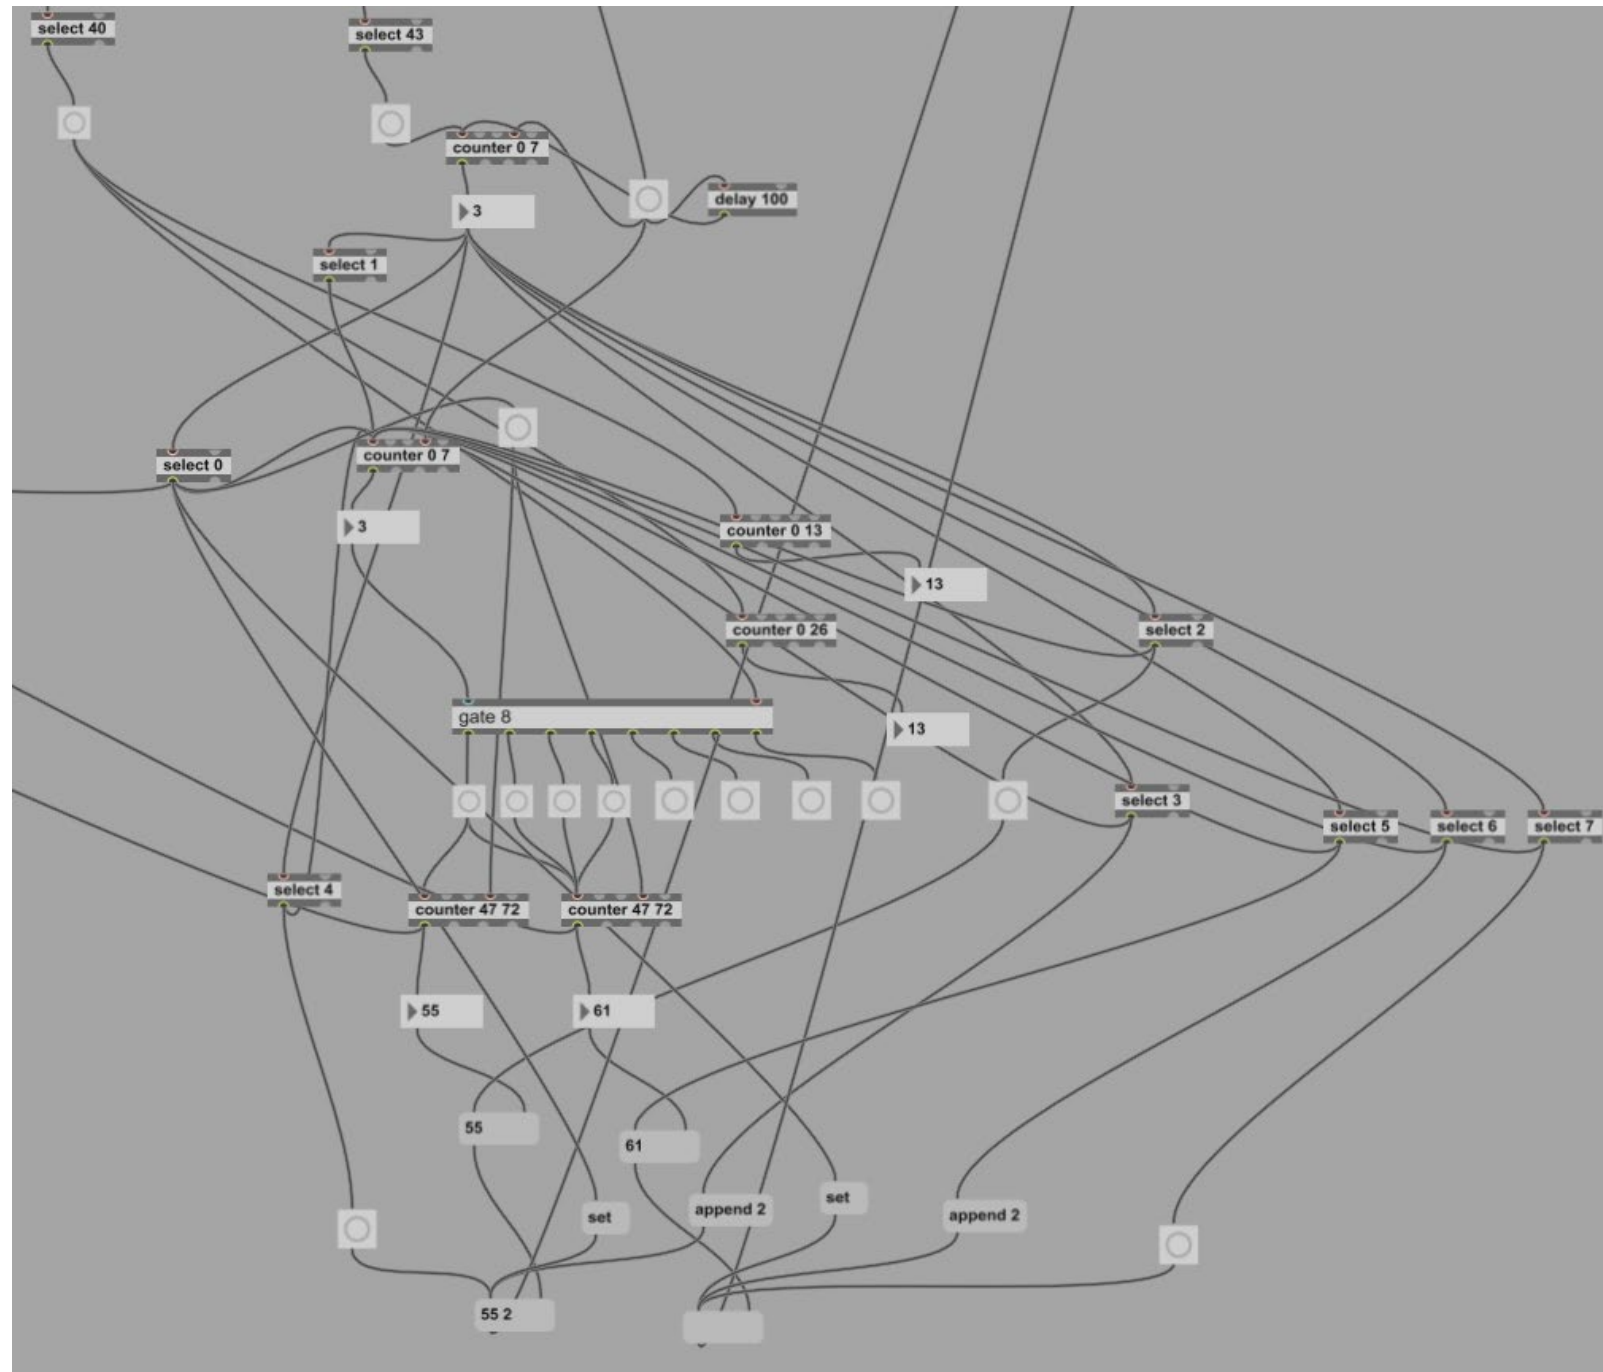 select 40
select 43
counter 0 7
delay 100
3
select 1
counter 0 7
select 0
3
counter 0 13
13
counter 0 26
select 2
gate 8
13
select 3
select 5
select 6
select 7
select 4
counter 47 72
counter 47 72
55
61
55
61
set
append 2
set
append 2
55 2